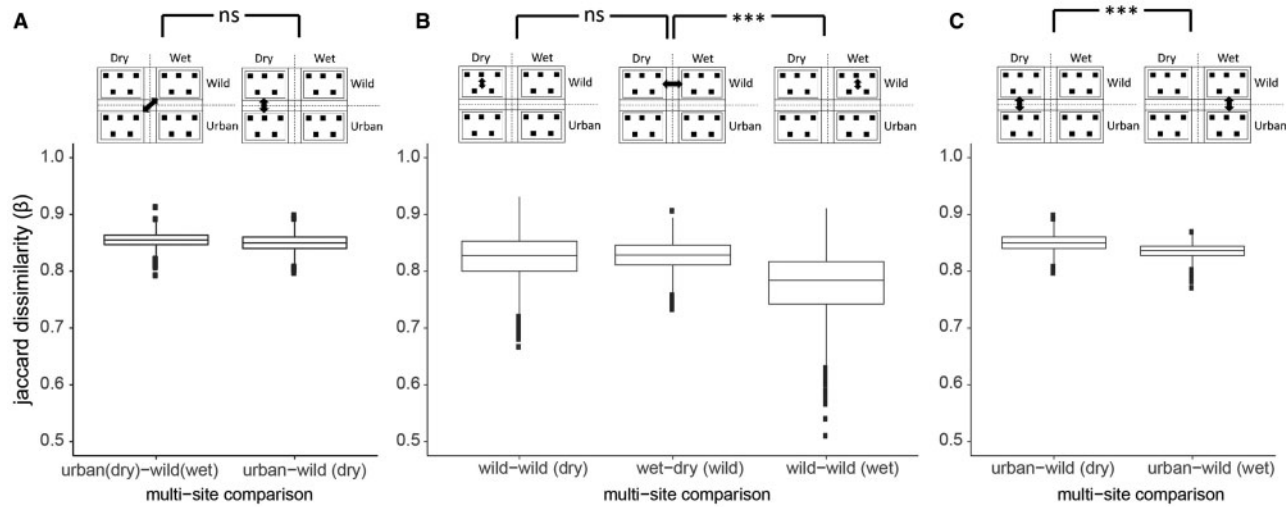 A
ns
Dry Wet Dry Wet
Wild
Urban
jaccard dissimilarity (β)
1.0
0.9
0.8
0.7
0.6
0.5
urban(dry)−wild(wet) urban−wild (dry)
multi−site comparison
B
ns ***
Dry Wet Dry Wet Dry Wet
Wild Wild Wild
Urban Urban Urban
1.0
0.9
0.8
0.7
0.6
0.5
wild−wild (dry) wet−dry (wild) wild−wild (wet)
multi−site comparison
C
***
Dry Wet Dry Wet
Wild Wild
Urban Urban
1.0
0.9
0.8
0.7
0.6
0.5
urban−wild (dry) urban−wild (wet)
multi−site comparison